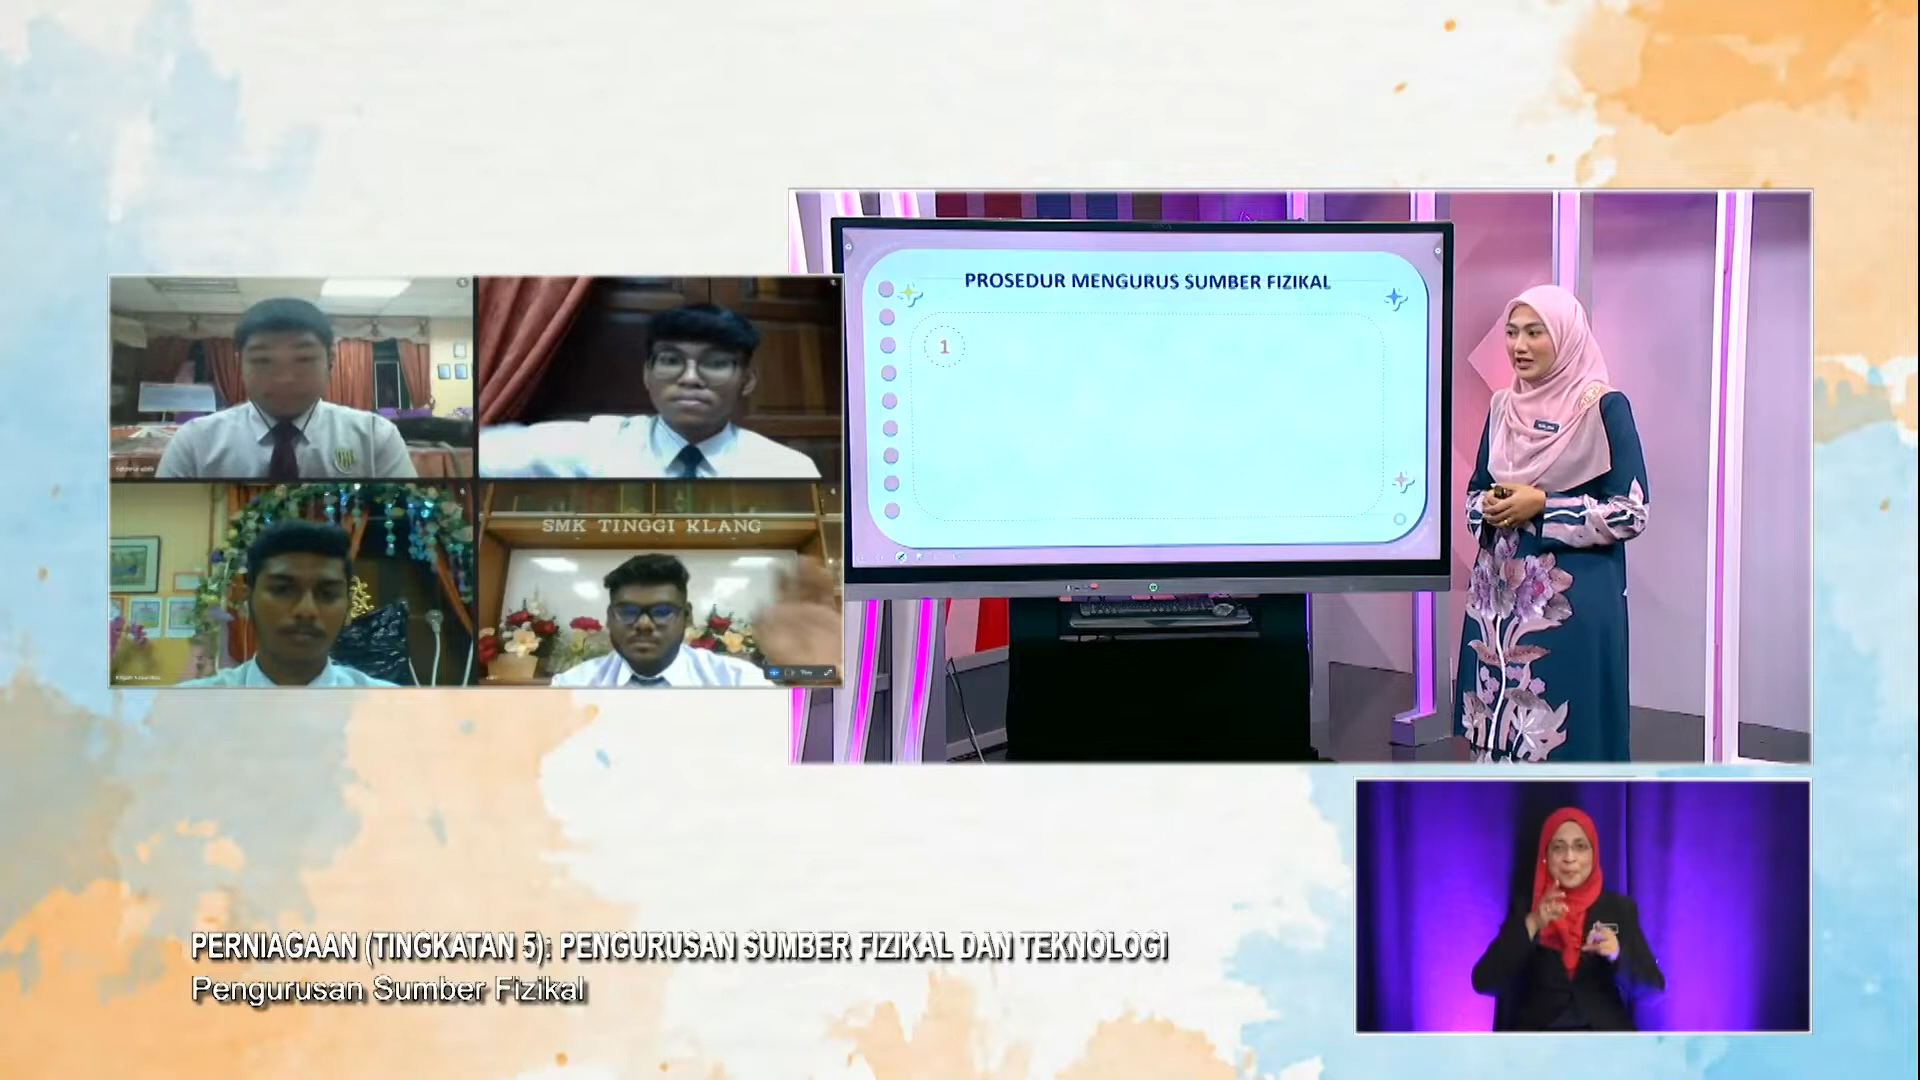 PROSEDUR MENGURUS SUMBER FIZIKAL
1
SMK TINGGI KLANG
PERNIAGAAN (TINGKATAN 5): PENGURUSAN SUMBER FIZIKAL DAN TEKNOLOGI
Pengurusan Sumber Fizikal